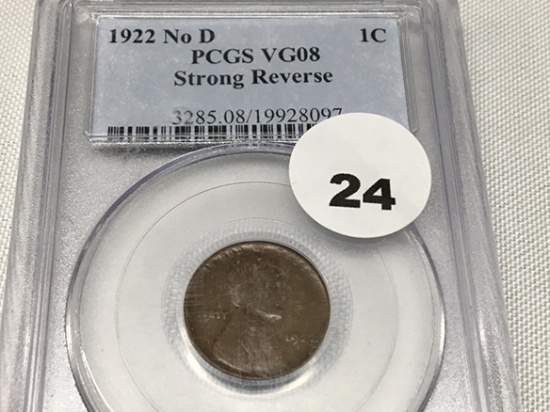 1922 No D 1C
PCGS VG08
Strong Reverse
3285.08/19928097
24